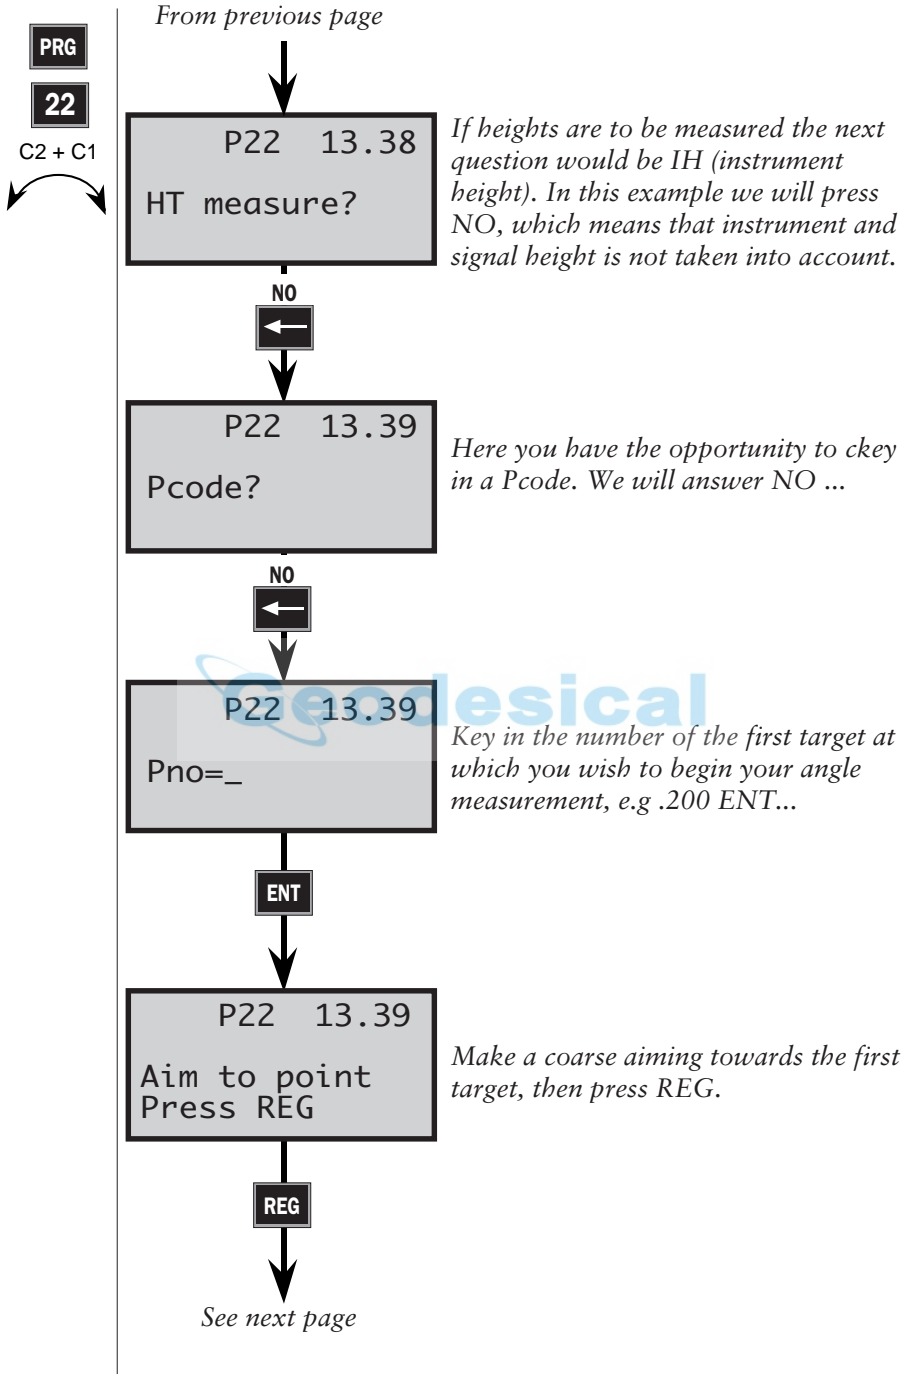 From previous page
PRG
22
C2 + C1
P22 13.38
HT measure?
If heights are to be measured the next
question would be IH (instrument
height). In this example we will press
NO, which means that instrument and
signal height is not taken into account.
NO
P22 13.39
Pcode?
Here you have the opportunity to ckey
in a Pcode. We will answer NO ...
NO
Geodesical
P22 13.39
Pno=_
Key in the number of the first target at
which you wish to begin your angle
measurement, e.g .200 ENT...
ENT
P22 13.39
Aim to point
Press REG
Make a coarse aiming towards the first
target, then press REG.
REG
See next page